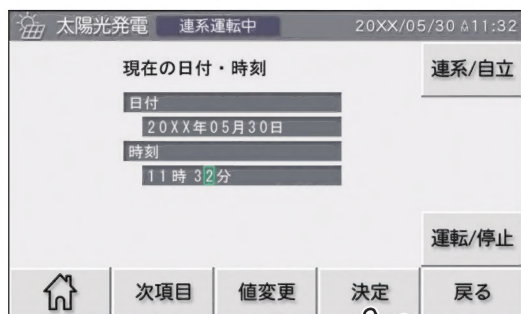 太陽光発電 連系運転中 20XX/05/30 11:32
現在の日付・時刻
連系/自立
日付
20XX年05月30日
時刻
11時32分
運転/停止
次項目 値変更 決定 戻る